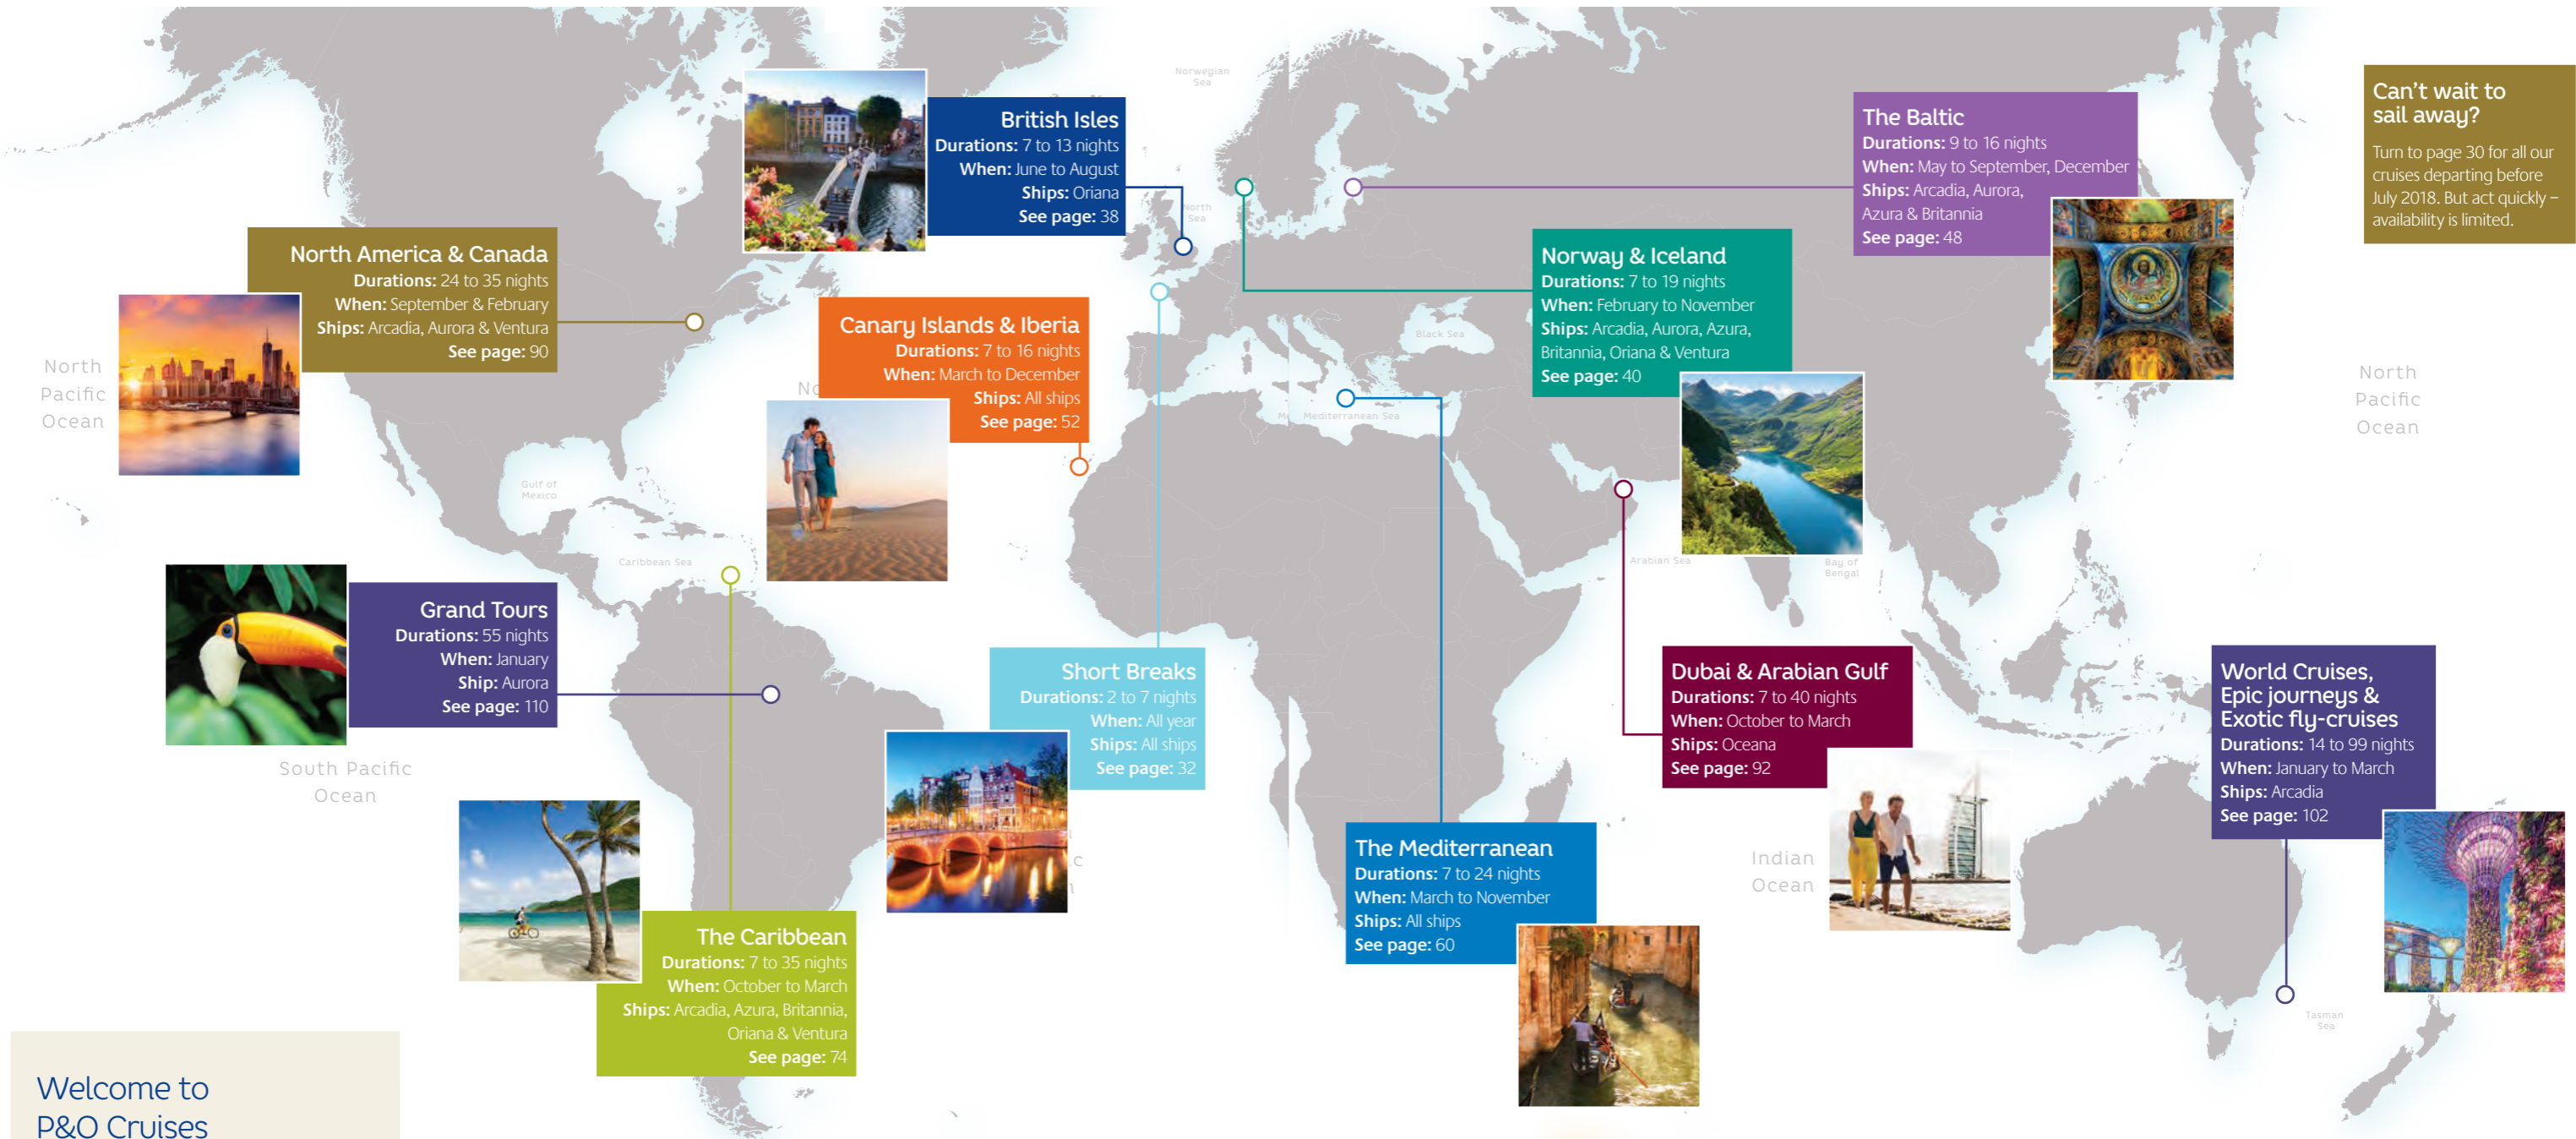 Norwegian
Sea
British Isles
Durations: 7 to 13 nights
When: June to August
Ships: Oriana
See page: 38
North
Sea
The Baltic
Durations: 9 to 16 nights
When: May to September, December
Ships: Arcadia, Aurora,
Azura & Britannia
See page: 48
Can't wait to
sail away?
Turn to page 30 for all our
cruises departing before
July 2018. But act quickly –
availability is limited.
North America & Canada
Durations: 24 to 35 nights
When: September & February
Ships: Arcadia, Aurora & Ventura
See page: 90
Norway & Iceland
Durations: 7 to 19 nights
When: February to November
Ships: Arcadia, Aurora, Azura,
Britannia, Oriana & Ventura
See page: 40
Canary Islands & Iberia
Durations: 7 to 16 nights
When: March to December
Ships: All ships
See page: 52
Black Sea
Mediterranean Sea
North
Pacific
Ocean
North
Pacific
Ocean
Gulf of
Mexico
Caribbean Sea
Arabian Sea
Bay of
Bengal
Grand Tours
Durations: 55 nights
When: January
Ship: Aurora
See page: 110
South Pacific
Ocean
Short Breaks
Durations: 2 to 7 nights
When: All year
Ships: All ships
See page: 32
Dubai & Arabian Gulf
Durations: 7 to 40 nights
When: October to March
Ships: Oceana
See page: 92
World Cruises,
Epic journeys &
Exotic fly-cruises
Durations: 14 to 99 nights
When: January to March
Ships: Arcadia
See page: 102
The Mediterranean
Durations: 7 to 24 nights
When: March to November
Ships: All ships
See page: 60
Indian
Ocean
The Caribbean
Durations: 7 to 35 nights
When: October to March
Ships: Arcadia, Azura, Britannia,
Oriana & Ventura
See page: 74
Tasman
Sea
Welcome to
P&O Cruises